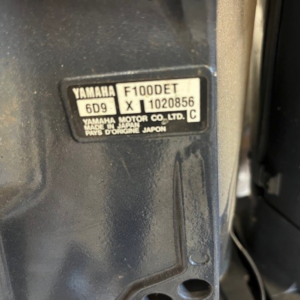 YAMAHA F100DET
6D9 X 1020856
YAMAHA MOTOR CO., LTD. C
MADE IN JAPAN
PAYS D'ORIGINE JAPON